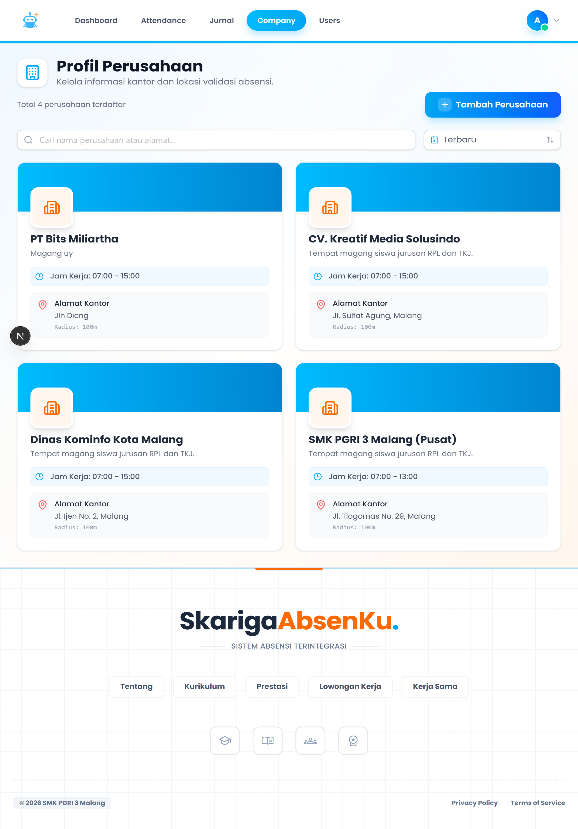 Dashboard
Attendance
Jurnal
Company
Users
A
Profil Perusahaan
Kelola informasi kantor dan lokasi validasi absensi.
Total 4 perusahaan terdaftar
Tambah Perusahaan
Cari nama perusahaan atau alamat...
Terbaru
PT Bits Miliartha
Magang uy
Jam Kerja: 07:00 - 15:00
Alamat Kantor
Jln Dieng
Radius: 100m
CV. Kreatif Media Solusindo
Tempat magang siswa jurusan RPL dan TKJ.
Jam Kerja: 07:00 - 15:00
Alamat Kantor
Jl. Sulfat Agung, Malang
Radius: 100m
N
Dinas Kominfo Kota Malang
Tempat magang siswa jurusan RPL dan TKJ.
Jam Kerja: 07:00 - 15:00
Alamat Kantor
Jl. Ijen No. 2, Malang
Radius: 100m
SMK PGRI 3 Malang (Pusat)
Tempat magang siswa jurusan RPL dan TKJ.
Jam Kerja: 07:00 - 13:00
Alamat Kantor
Jl. Tlogomas No. 29, Malang
Radius: 100m
SkarigaAbsenKu.
SISTEM ABSENSI TERINTEGRASI
Tentang
Kurikulum
Prestasi
Lowongan Kerja
Kerja Sama
© 2026 SMK PGRI 3 Malang
Privacy Policy
Terms of Service